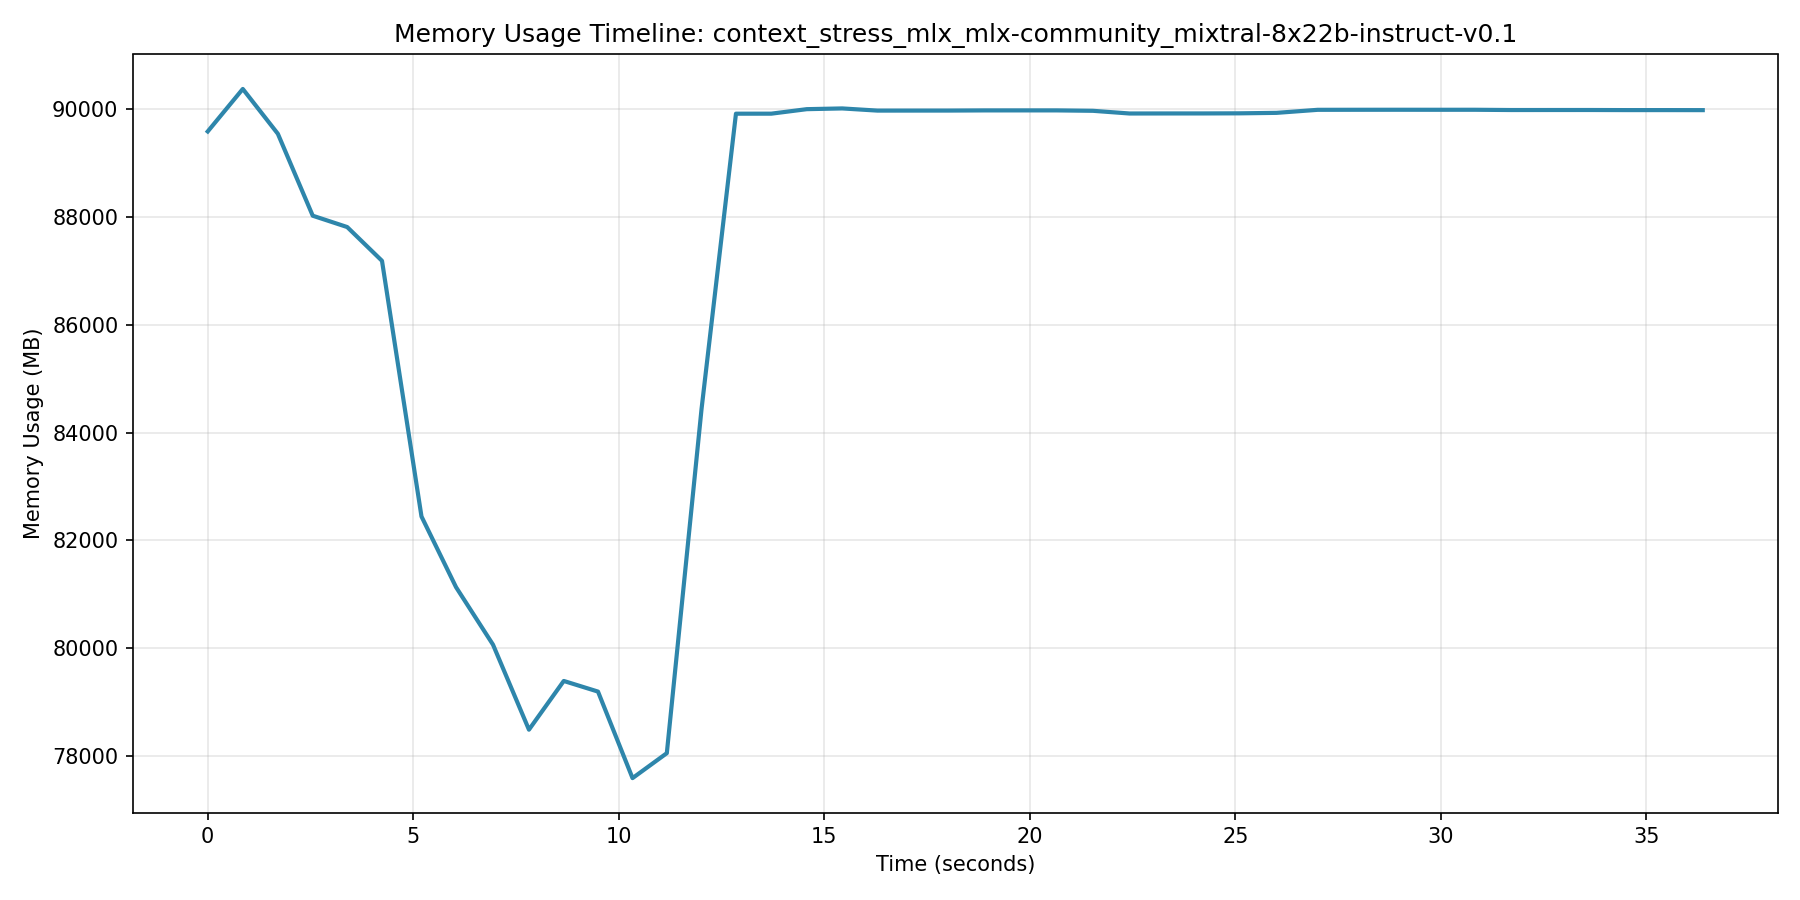 Memory Usage Timeline: context_stress_mlx_mlx-community_mixtral-8x22b-instruct-v0.1
Memory Usage (MB)
90000
88000
86000
84000
82000
80000
78000
0 5 10 15 20 25 30 35
Time (seconds)